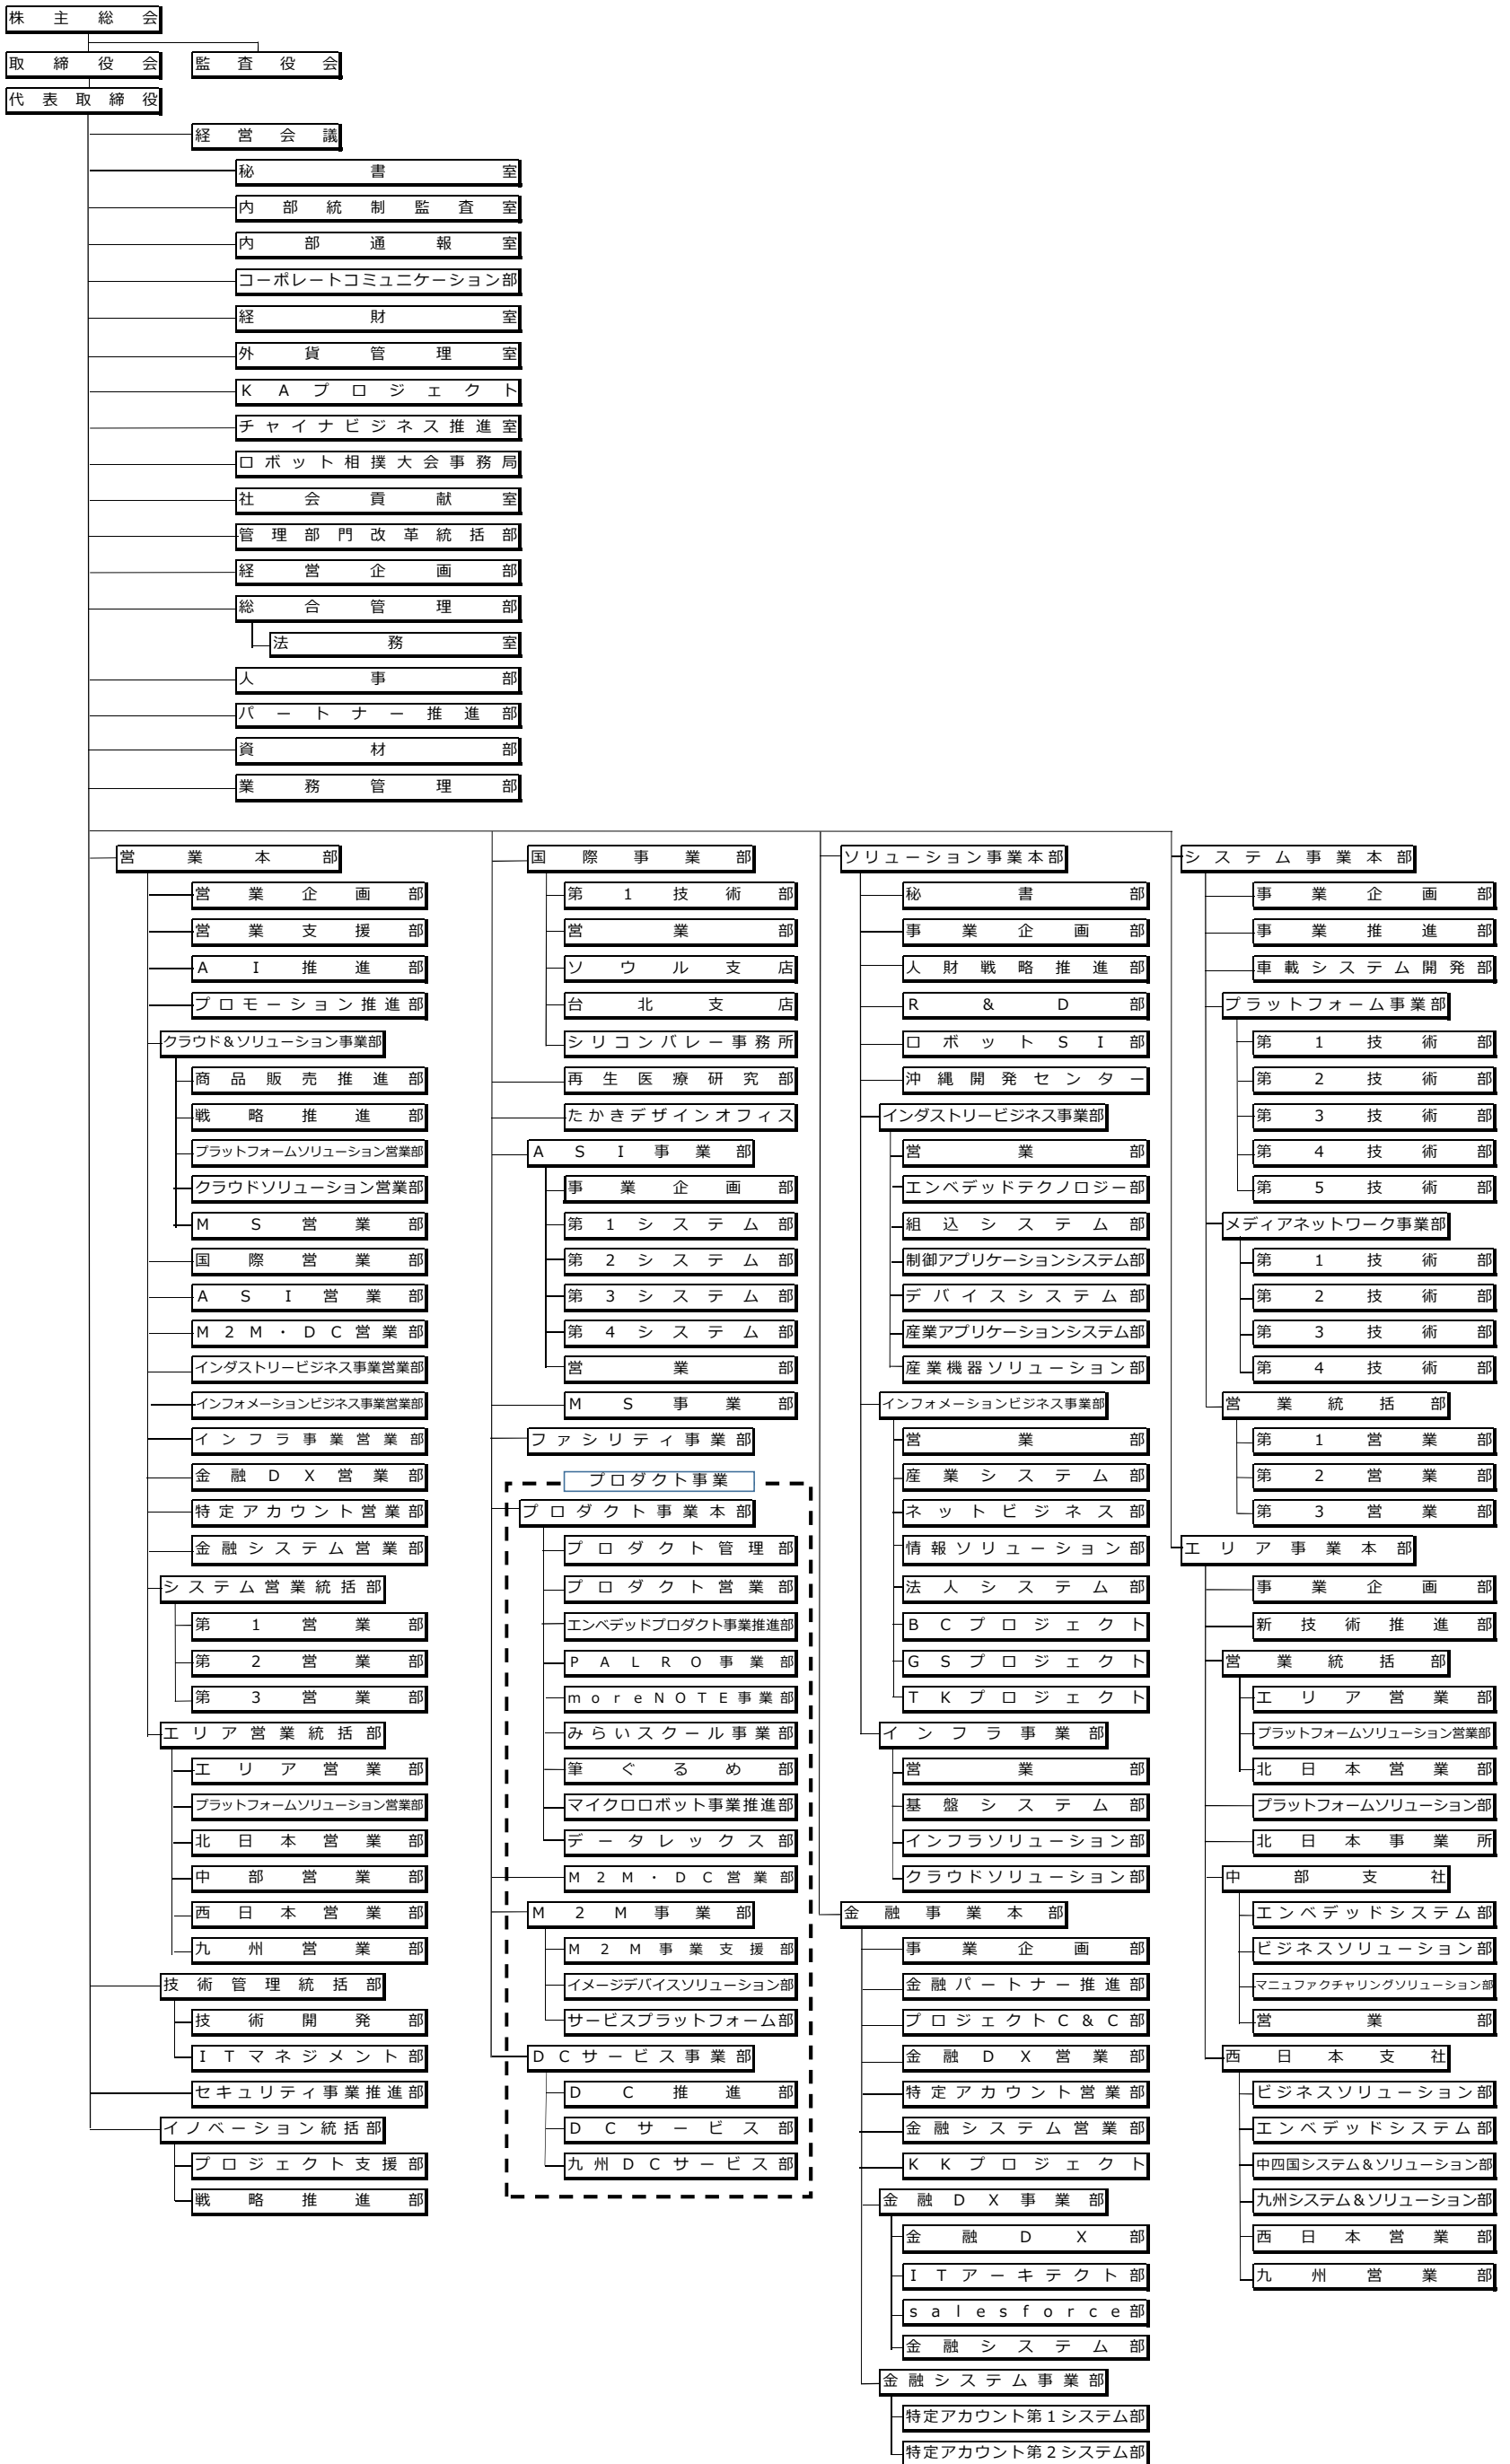 株主総会
取締役会
監査役会
代表取締役
経営会議
秘書室
内部統制監査室
内部通報室
コーポレートコミュニケーション部
経財室
外貨管理室
KAプロジェクト
チャイナビジネス推進室
ロボット相撲大会事務局
社会貢献室
管理部門改革統括部
経営企画部
総合管理部
法務室
人事部
パートナー推進部
資材部
業務管理部
営業本部
営業企画部
営業支援部
AI推進部
プロモーション推進部
クラウド&ソリューション事業部
商品販売推進部
戦略推進部
プラットフォームソリューション営業部
クラウドソリューション営業部
MS営業部
国際営業部
ASI営業部
M2M・DC営業部
インダストリービジネス事業営業部
インフォメーションビジネス事業営業部
インフラ事業営業部
金融DX営業部
特定アカウント営業部
金融システム営業部
システム営業統括部
第1営業部
第2営業部
第3営業部
エリア営業統括部
エリア営業部
プラットフォームソリューション営業部
北日本営業部
中部営業部
西日本営業部
九州営業部
技術管理統括部
技術開発部
ITマネジメント部
セキュリティ事業推進部
イノベーション統括部
プロジェクト支援部
戦略推進部
国際事業部
第1技術部
営業部
ソウル支店
台北支店
シリコンバレー事務所
再生医療研究部
たかきデザインオフィス
ASI事業部
事業企画部
第1システム部
第2システム部
第3システム部
第4システム部
営業部
MS事業部
ファシリティ事業部
プロダクト事業
プロダクト事業本部
プロダクト管理部
プロダクト営業部
エンベデッドプロダクト事業推進部
PALRO事業部
moreNOTE事業部
みらいスクール事業部
筆ぐるめ部
マイクロロボット事業推進部
データレックス部
M2M・DC営業部
M2M事業部
M2M事業支援部
イメージデバイスソリューション部
サービスプラットフォーム部
DCサービス事業部
DC推進部
DCサービス部
九州DCサービス部
ソリューション事業本部
秘書部
事業企画部
人財戦略推進部
R&D部
ロボットSI部
沖縄開発センター
インダストリービジネス事業部
営業部
エンベデッドテクノロジー部
組込システム部
制御アプリケーションシステム部
デバイスシステム部
産業アプリケーションシステム部
産業機器ソリューション部
インフォメーションビジネス事業部
営業部
産業システム部
ネットビジネス部
情報ソリューション部
法人システム部
BCプロジェクト
GSプロジェクト
TKプロジェクト
インフラ事業部
営業部
基盤システム部
インフラソリューション部
クラウドソリューション部
金融事業本部
事業企画部
金融パートナー推進部
プロジェクトC&C部
金融DX営業部
特定アカウント営業部
金融システム営業部
KKプロジェクト
金融DX事業部
金融DX部
ITアーキテクト部
salesforce部
金融システム部
金融システム事業部
特定アカウント第1システム部
特定アカウント第2システム部
システム事業本部
事業企画部
事業推進部
車載システム開発部
プラットフォーム事業部
第1技術部
第2技術部
第3技術部
第4技術部
第5技術部
メディアネットワーク事業部
第1技術部
第2技術部
第3技術部
第4技術部
営業統括部
第1営業部
第2営業部
第3営業部
エリア事業本部
事業企画部
新技術推進部
営業統括部
エリア営業部
プラットフォームソリューション営業部
北日本営業部
プラットフォームソリューション部
北日本事業所
中部支社
エンベデッドシステム部
ビジネスソリューション部
マニュファクチャリングソリューション部
営業部
西日本支社
ビジネスソリューション部
エンベデッドシステム部
中四国システム&ソリューション部
九州システム&ソリューション部
西日本営業部
九州営業部